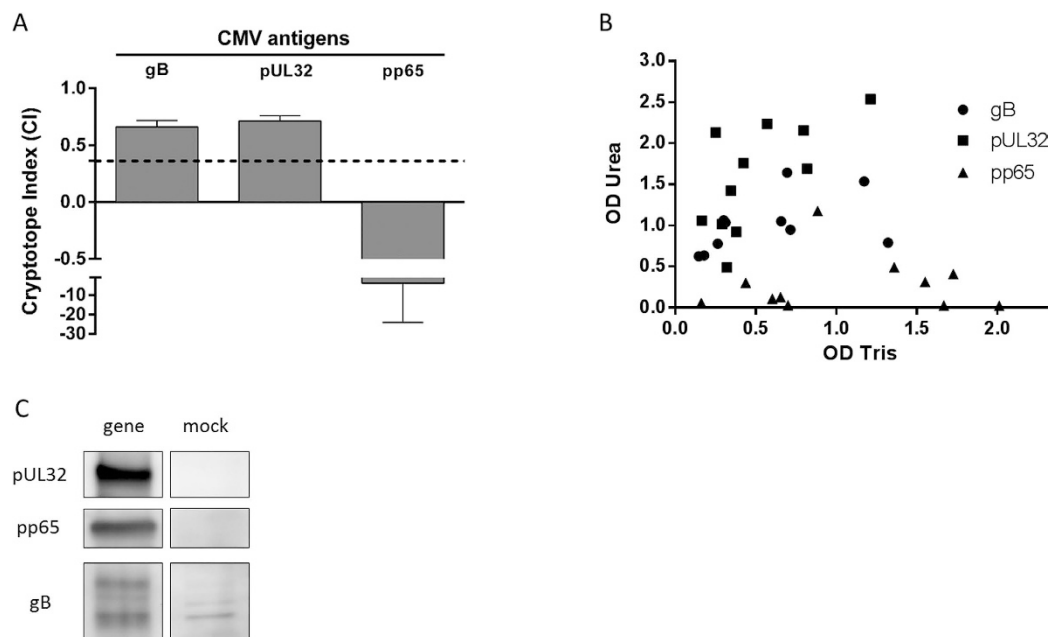 A
CMV antigens
gB pUL32 pp65
Cryptotope Index (CI)
1.0
0.5
0.0
-0.5
-10
-20
-30
B
OD Urea
3.0
2.5
2.0
1.5
1.0
0.5
0.0
0.0 0.5 1.0 1.5 2.0
OD Tris
gB
pUL32
pp65
C
gene mock
pUL32
pp65
gB